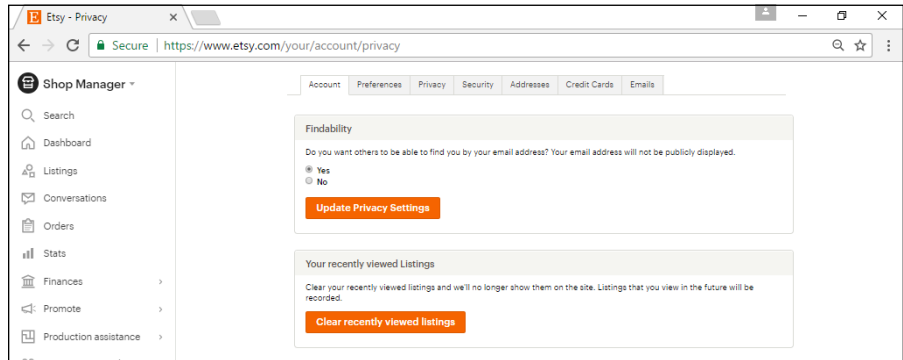 Etsy - Privacy
Secure https://www.etsy.com/your/account/privacy
Shop Manager
Search
Dashboard
Listings
Conversations
Orders
Stats
Finances
Promote
Production assistance
Account Preferences Privacy Security Addresses Credit Cards Emails
Findability
Do you want others to be able to find you by your email address? Your email address will not be publicly displayed.
Yes
No
Update Privacy Settings
Your recently viewed Listings
Clear your recently viewed listings and we'll no longer show them on the site. Listings that you view in the future will be
recorded.
Clear recently viewed listings